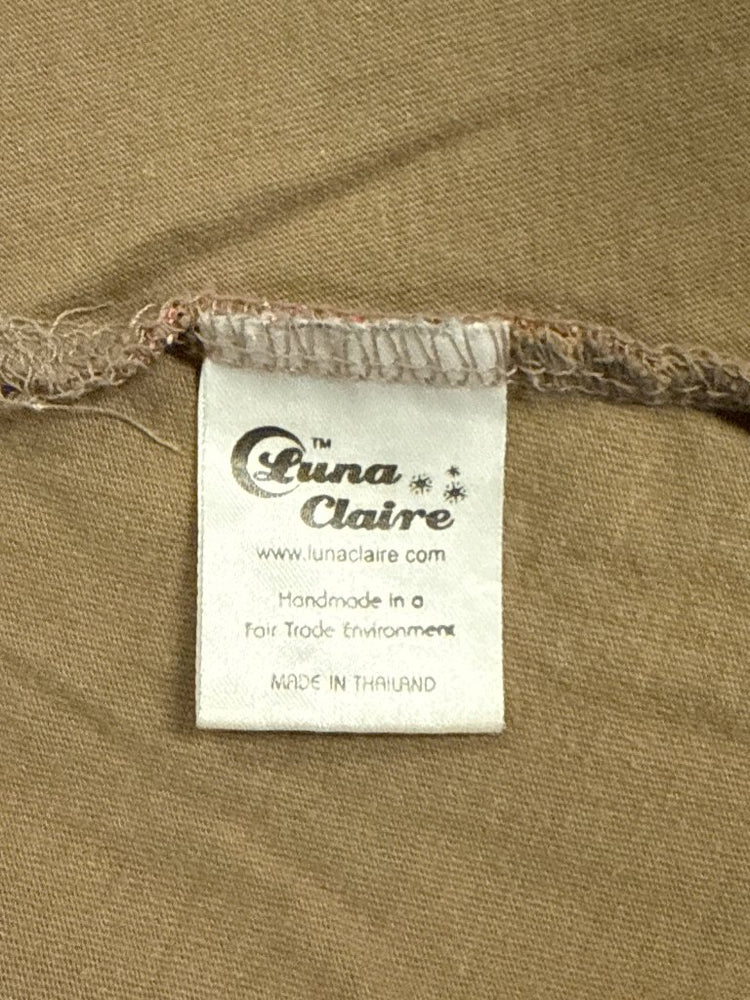 Luna™
Claire
www.lunaclaire.com
Handmade in a
Fair Trade Environment
MADE IN THAILAND